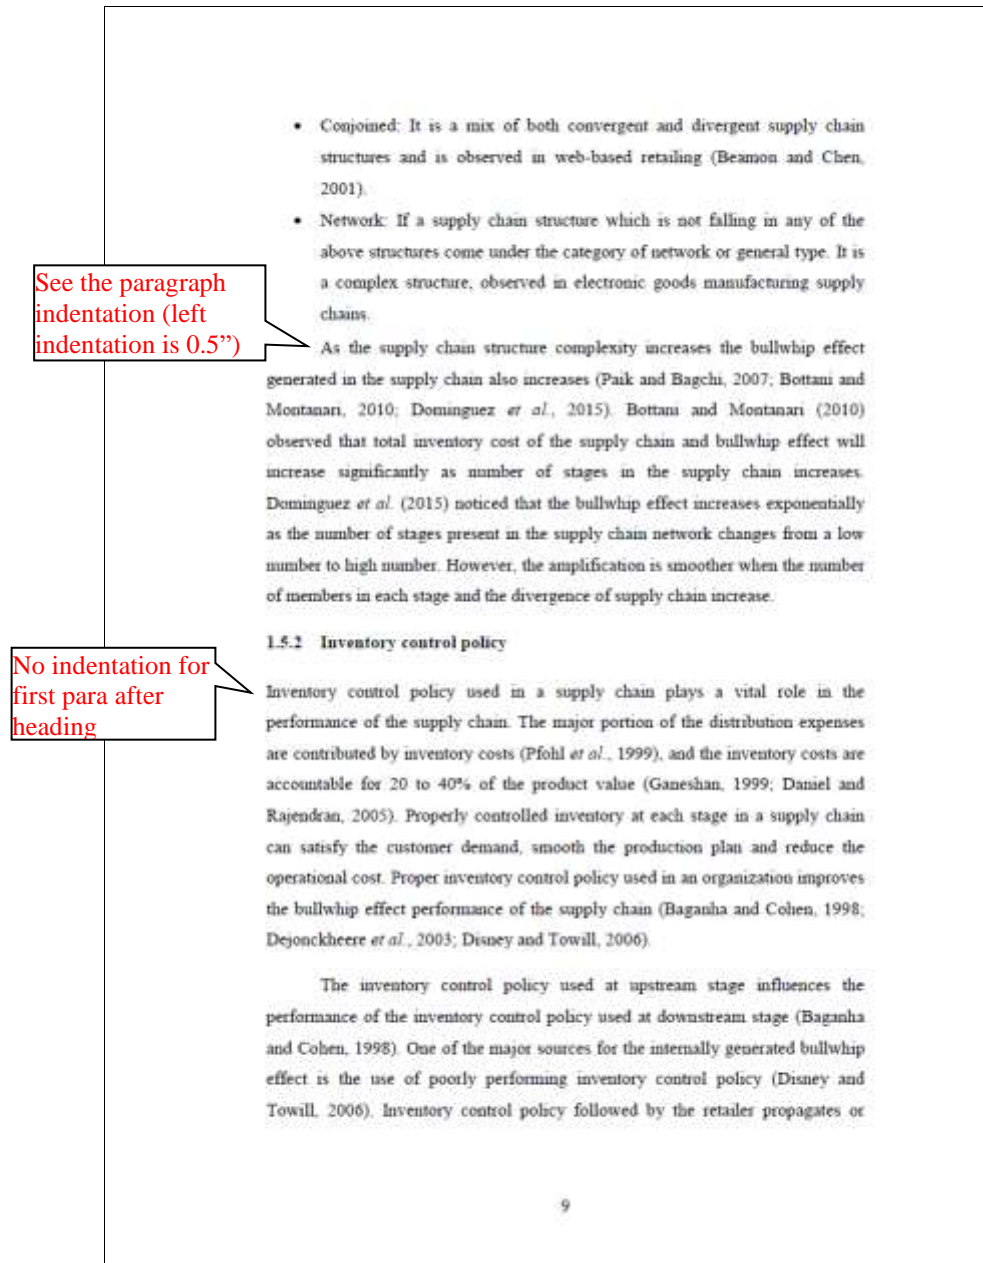 • Conjoined: It is a mix of both convergent and divergent supply chain
structures and is observed in web-based retailing (Beamon and Chen,
2001).
• Network: If a supply chain structure which is not falling in any of the
above structures come under the category of network or general type. It is
a complex structure, observed in electronic goods manufacturing supply
chains.
See the paragraph
indentation (left
indentation is 0.5”)
As the supply chain structure complexity increases the bullwhip effect
generated in the supply chain also increases (Paik and Bagchi, 2007; Bottani and
Montanari, 2010; Dominguez et al., 2015). Bottani and Montanari (2010)
observed that total inventory cost of the supply chain and bullwhip effect will
increase significantly as number of stages in the supply chain increases.
Dominguez et al. (2015) noticed that the bullwhip effect increases exponentially
as the number of stages present in the supply chain network changes from a low
number to high number. However, the amplification is smoother when the number
of members in each stage and the divergence of supply chain increase.
1.5.2 Inventory control policy
No indentation for
first para after
heading
Inventory control policy used in a supply chain plays a vital role in the
performance of the supply chain. The major portion of the distribution expenses
are contributed by inventory costs (Pfohl et al., 1999), and the inventory costs are
accountable for 20 to 40% of the product value (Ganeshan, 1999; Daniel and
Rajendran, 2005). Properly controlled inventory at each stage in a supply chain
can satisfy the customer demand, smooth the production plan and reduce the
operational cost. Proper inventory control policy used in an organization improves
the bullwhip effect performance of the supply chain (Baganha and Cohen, 1998;
Dejonckheere et al., 2003; Disney and Towill, 2006).
The inventory control policy used at upstream stage influences the
performance of the inventory control policy used at downstream stage (Baganha
and Cohen, 1998). One of the major sources for the internally generated bullwhip
effect is the use of poorly performing inventory control policy (Disney and
Towill, 2006). Inventory control policy followed by the retailer propagates or
9